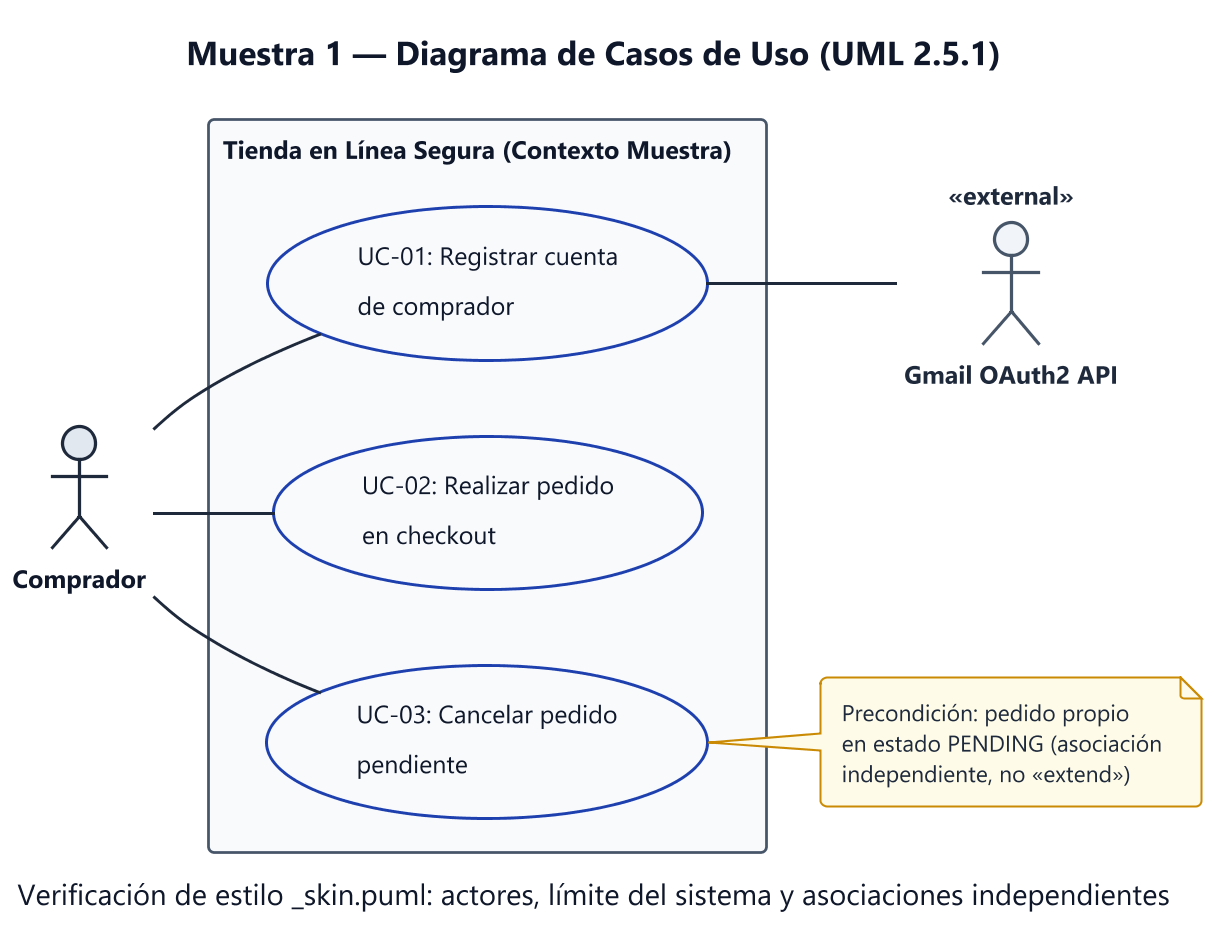 Muestra 1 — Diagrama de Casos de Uso (UML 2.5.1)
Tienda en Línea Segura (Contexto Muestra)
«external»
UC-01: Registrar cuenta
de comprador
Gmail OAuth2 API
UC-02: Realizar pedido
en checkout
Comprador
UC-03: Cancelar pedido
pendiente
Precondición: pedido propio
en estado PENDING (asociación
independiente, no «extend»)
Verificación de estilo _skin.puml: actores, límite del sistema y asociaciones independientes